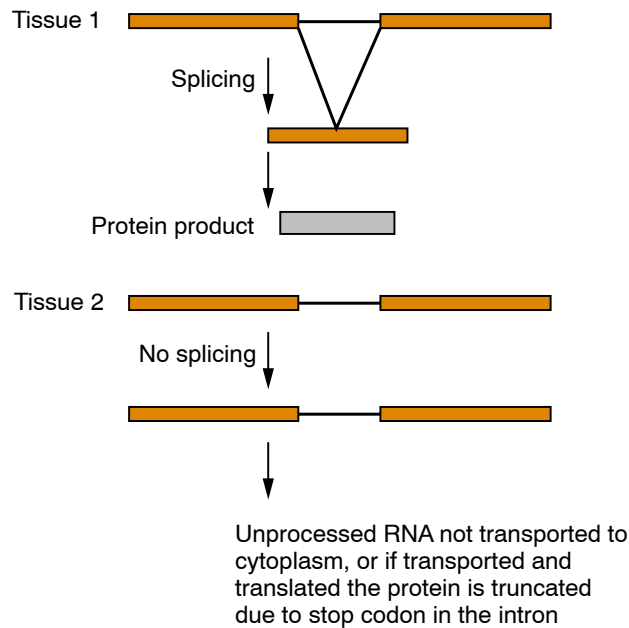 Tissue 1
Splicing
Protein product
Tissue 2
No splicing
Unprocessed RNA not transported to
cytoplasm, or if transported and
translated the protein is truncated
due to stop codon in the intron